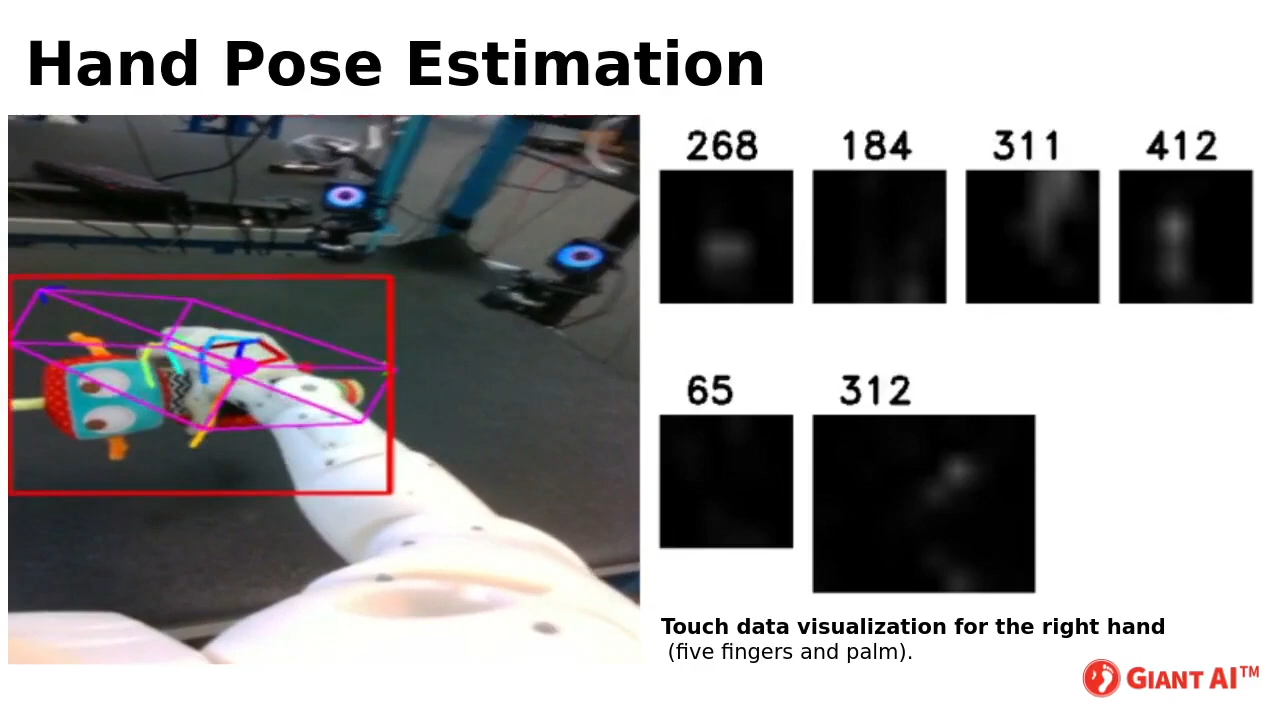 Hand Pose Estimation
268 184 311 412
65 312
Touch data visualization for the right hand
(five fingers and palm).
GIANT AI™